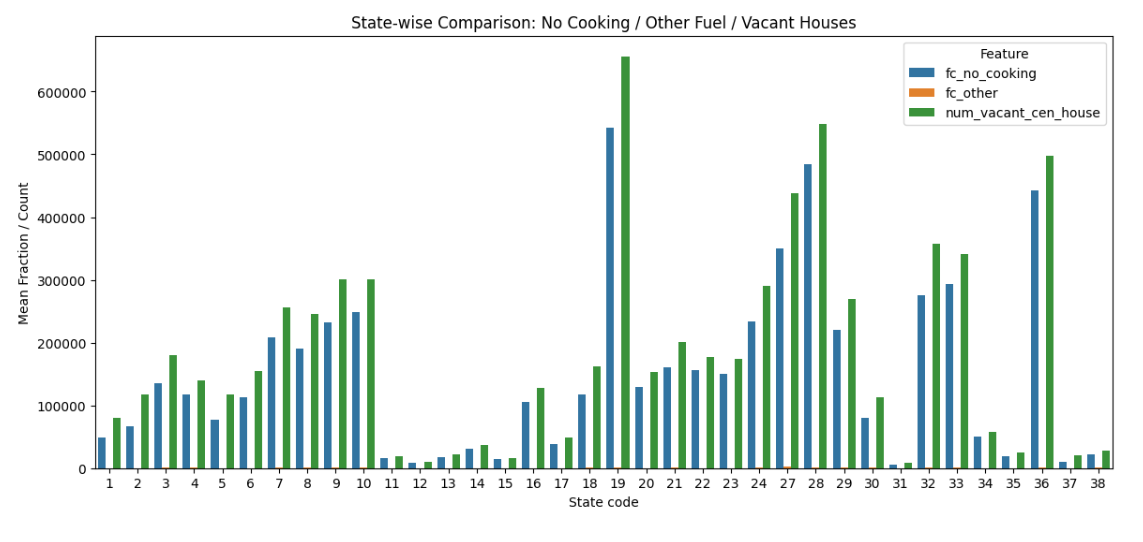 State-wise Comparison: No Cooking / Other Fuel / Vacant Houses
Feature
fc_no_cooking
fc_other
num_vacant_cen_house
Mean Fraction / Count
600000
500000
400000
300000
200000
100000
0
1 2 3 4 5 6 7 8 9 10 11 12 13 14 15 16 17 18 19 20 21 22 23 24 27 28 29 30 31 32 33 34 35 36 37 38
State code